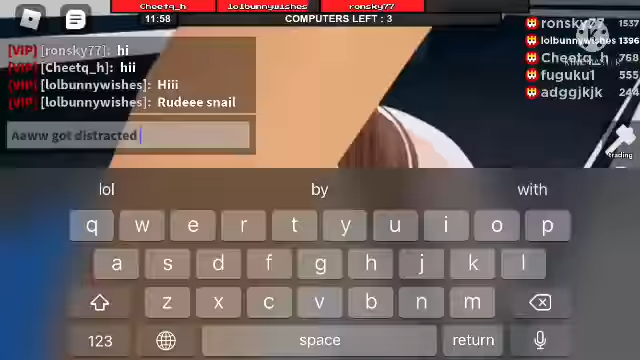 Cheetq_h lolbunnywishes ronsky77
11:58 COMPUTERS LEFT : 3
[VIP] [ronsky77]: hi
[VIP] [Cheetq_h]: hii
[VIP] [lolbunnywishes]: Hiii
[VIP] [lolbunnywishes]: Rudeee snail
Aaww got distracted
ronsky77 1537
lolbunnywishes 1396
Cheetq_h 768
fuguku1 555
adggjkjk 244
trading
lol by with
q w e r t y u i o p
a s d f g h j k l
z x c v b n m
123 space return